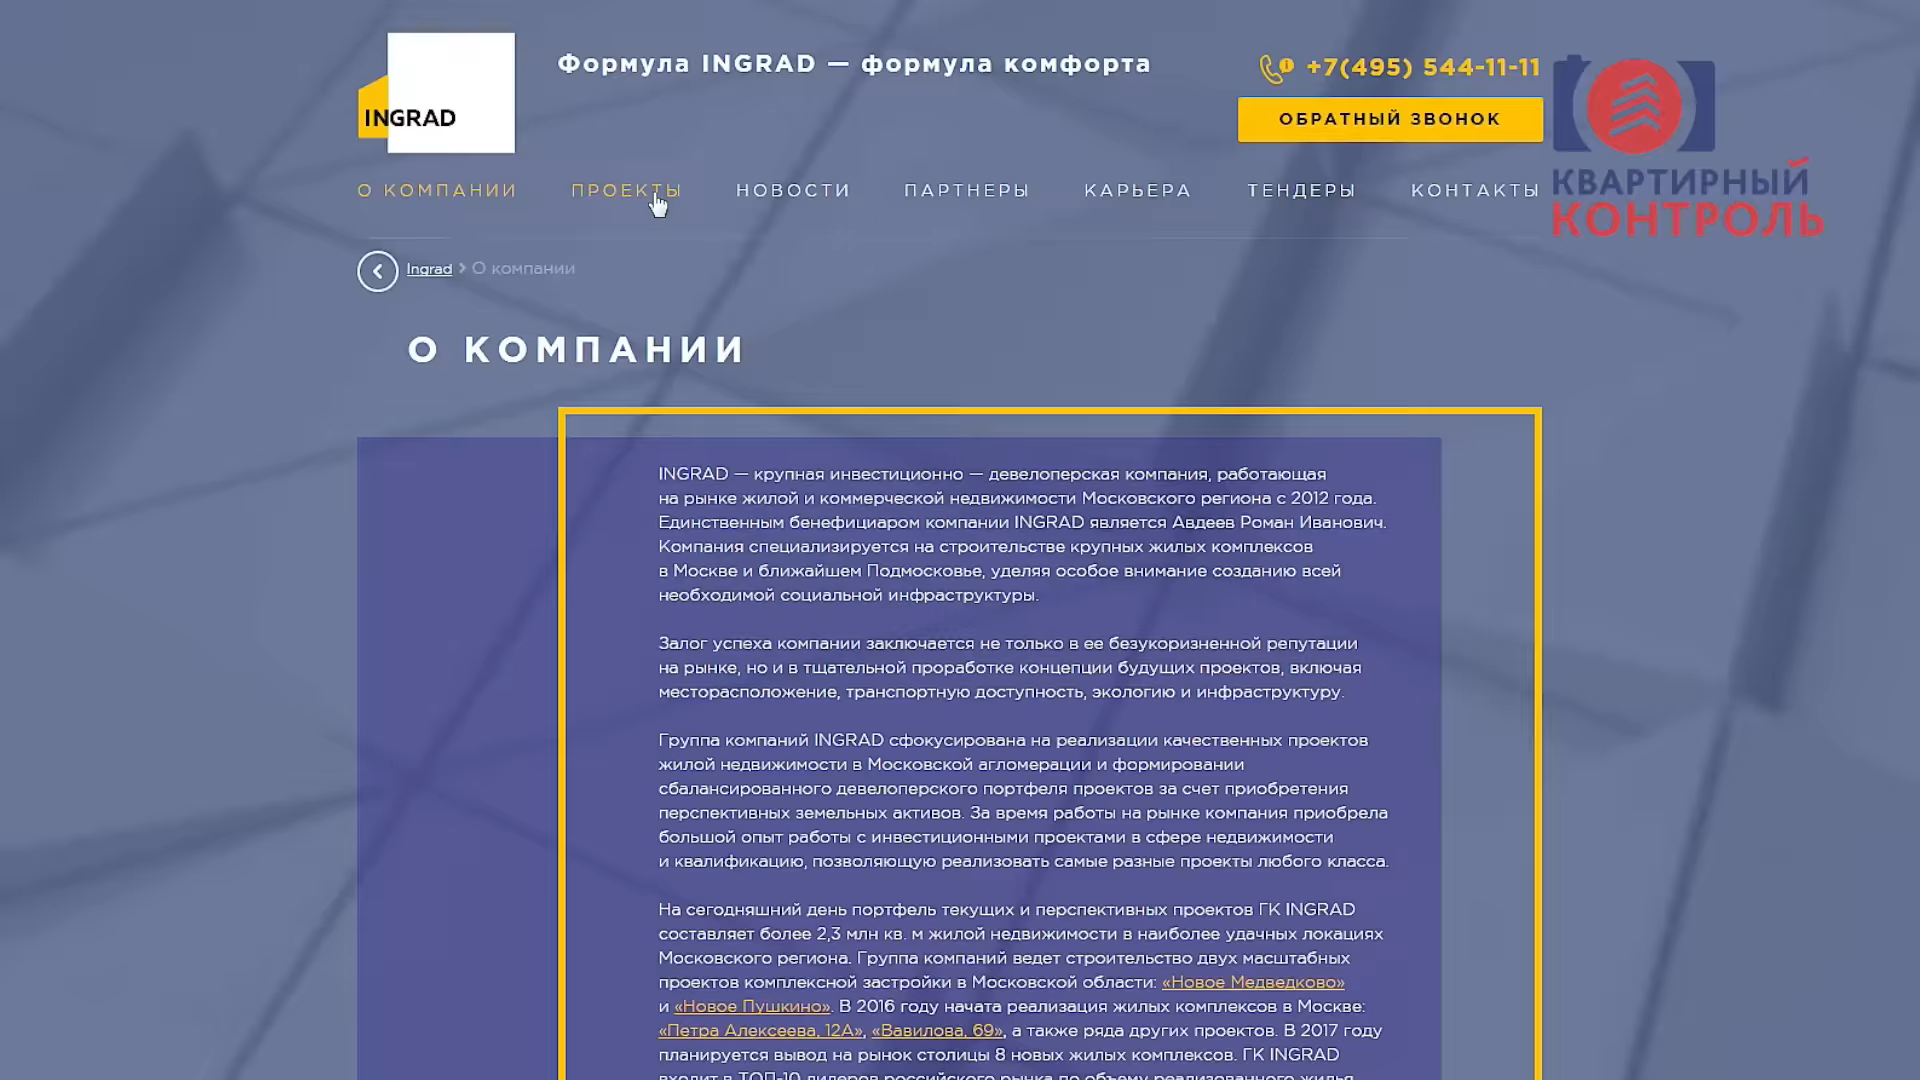 INGRAD
Формула INGRAD — формула комфорта
+7(495) 544-11-11
ОБРАТНЫЙ ЗВОНОК
О КОМПАНИИ ПРОЕКТЫ НОВОСТИ ПАРТНЕРЫ КАРЬЕРА ТЕНДЕРЫ КОНТАКТЫ
КВАРТИРНЫЙ
КОНТРОЛЬ
Ingrad > О компании
О КОМПАНИИ
INGRAD — крупная инвестиционно — девелоперская компания, работающая
на рынке жилой и коммерческой недвижимости Московского региона с 2012 года.
Единственным бенефициаром компании INGRAD является Авдеев Роман Иванович.
Компания специализируется на строительстве крупных жилых комплексов
в Москве и ближайшем Подмосковье, уделяя особое внимание созданию всей
необходимой социальной инфраструктуры.
Залог успеха компании заключается не только в ее безукоризненной репутации
на рынке, но и в тщательной проработке концепции будущих проектов, включая
месторасположение, транспортную доступность, экологию и инфраструктуру.
Группа компаний INGRAD сфокусирована на реализации качественных проектов
жилой недвижимости в Московской агломерации и формировании
сбалансированного девелоперского портфеля проектов за счет приобретения
перспективных земельных активов. За время работы на рынке компания приобрела
большой опыт работы с инвестиционными проектами в сфере недвижимости
и квалификацию, позволяющую реализовать самые разные проекты любого класса.
На сегодняшний день портфель текущих и перспективных проектов ГК INGRAD
составляет более 2,3 млн кв. м жилой недвижимости в наиболее удачных локациях
Московского региона. Группа компаний ведет строительство двух масштабных
проектов комплексной застройки в Московской области: «Новое Медведково»
и «Новое Пушкино». В 2016 году начата реализация жилых комплексов в Москве:
«Петра Алексеева, 12А», «Вавилова, 69», а также ряда других проектов. В 2017 году
планируется вывод на рынок столицы 8 новых жилых комплексов. ГК INGRAD
входит в ТОП-10 лидеров российского рынка по объему реализованного жилья